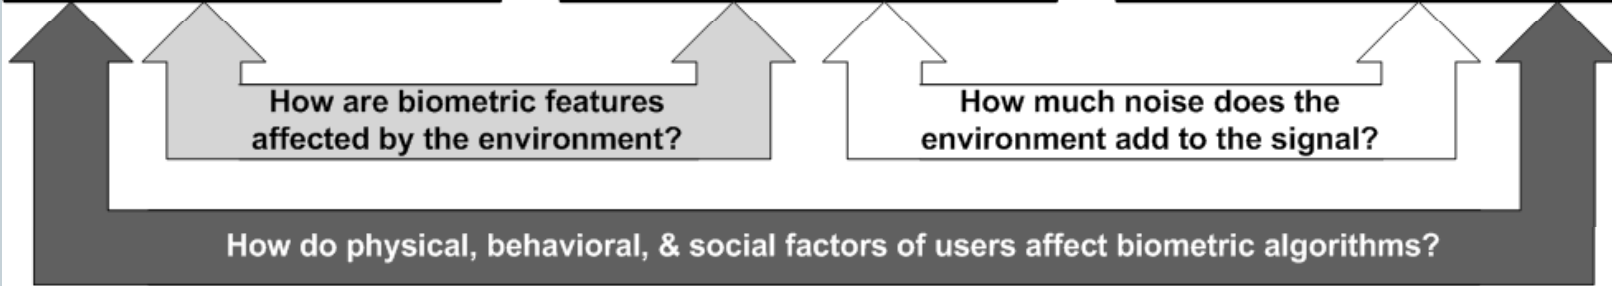 How are biometric features
affected by the environment?
How much noise does the
environment add to the signal?
How do physical, behavioral, & social factors of users affect biometric algorithms?